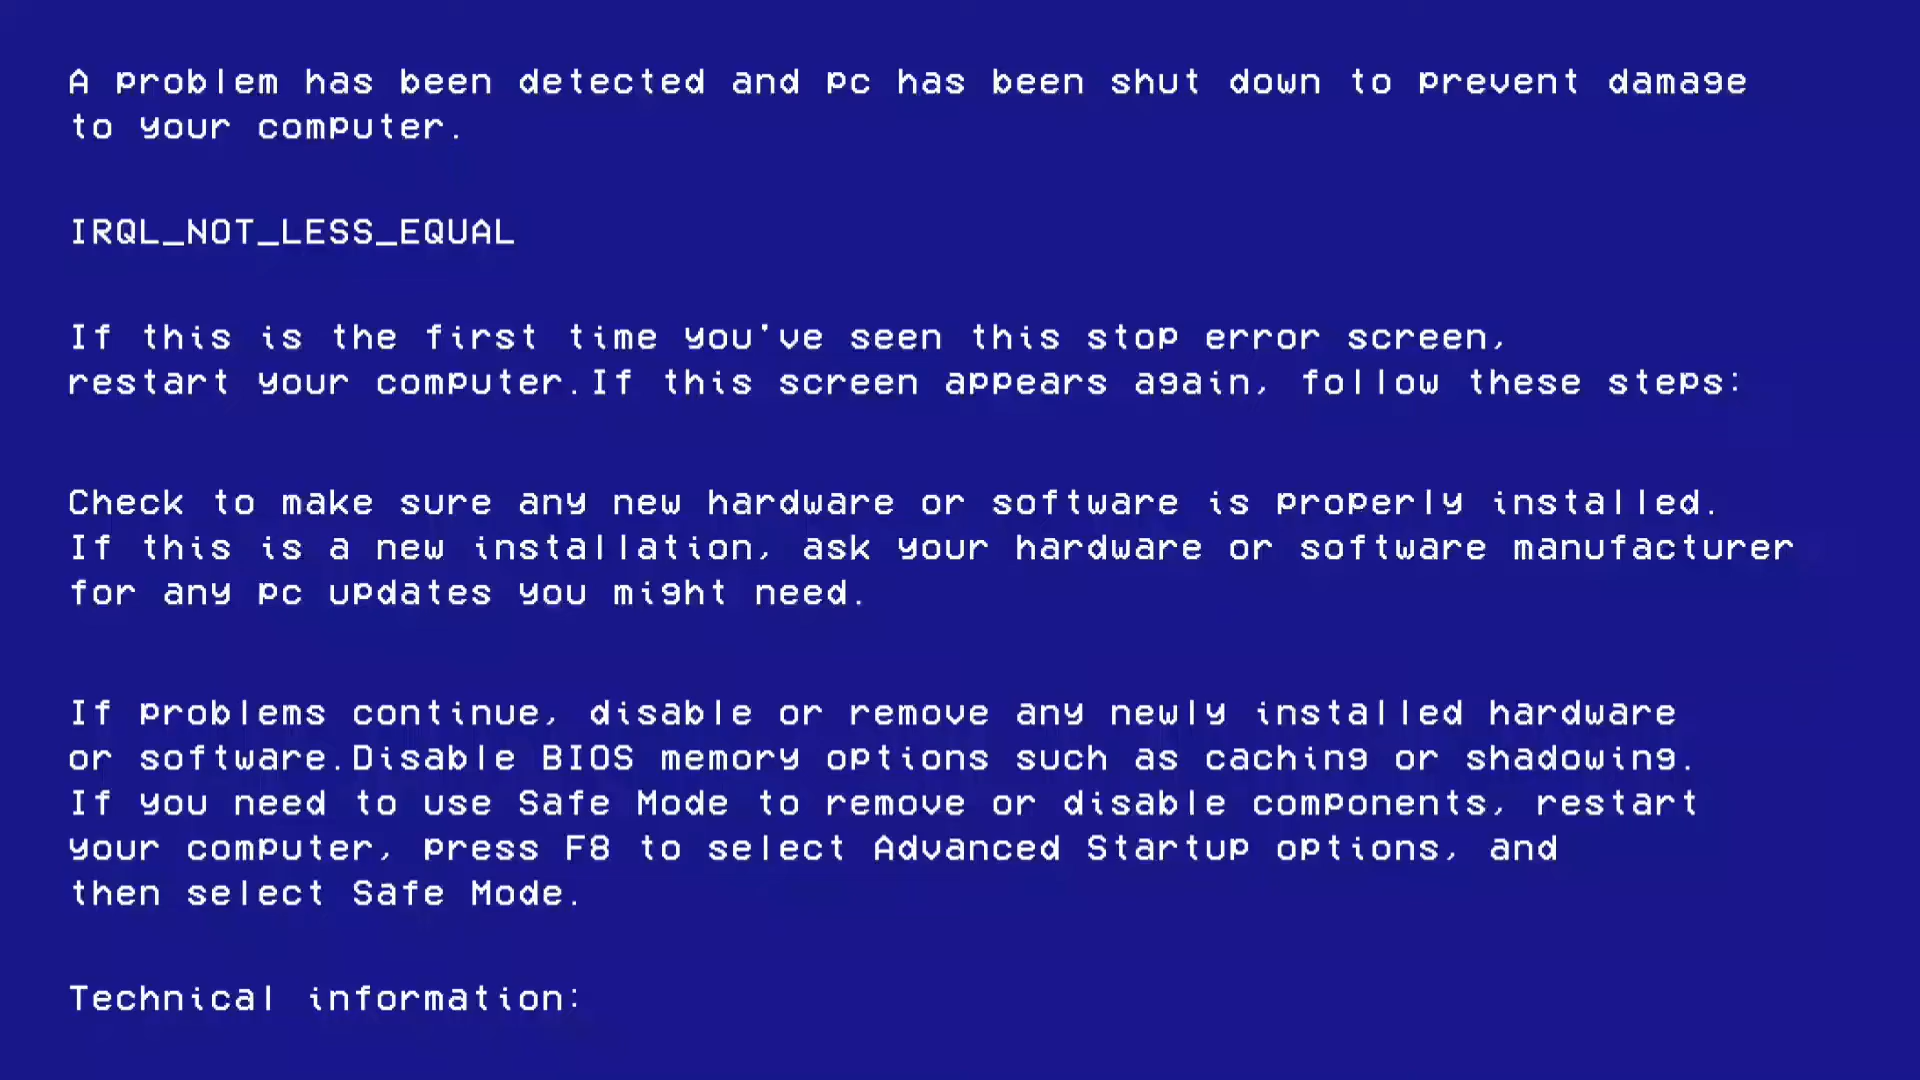 A problem has been detected and pc has been shut down to prevent damage
to your computer.
IRQL_NOT_LESS_EQUAL
If this is the first time you've seen this stop error screen,
restart your computer.If this screen appears again, follow these steps:
Check to make sure any new hardware or software is properly installed.
If this is a new installation, ask your hardware or software manufacturer
for any pc updates you might need.
If problems continue, disable or remove any newly installed hardware
or software.Disable BIOS memory options such as caching or shadowing.
If you need to use Safe Mode to remove or disable components, restart
your computer, press F8 to select Advanced Startup options, and
then select Safe Mode.
Technical information: